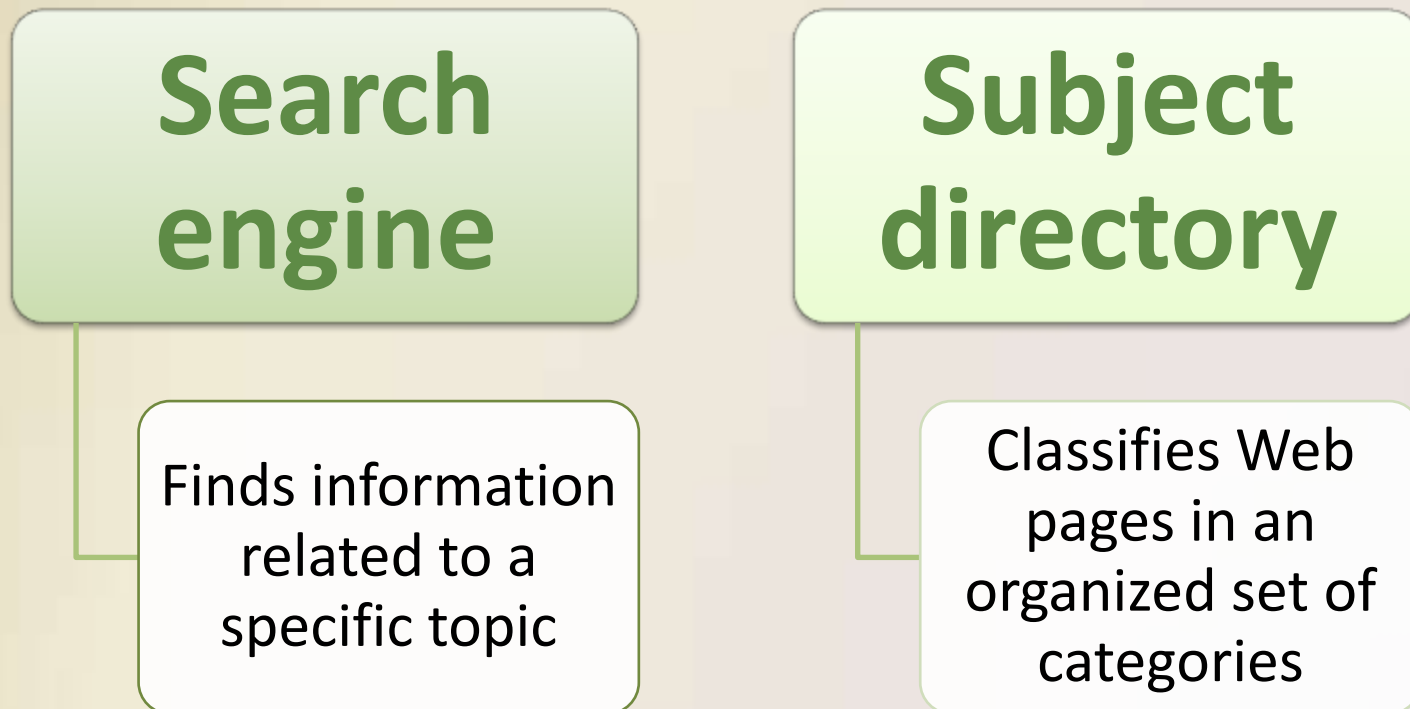 Search
engine
Finds information
related to a
specific topic
Subject
directory
Classifies Web
pages in an
organized set of
categories